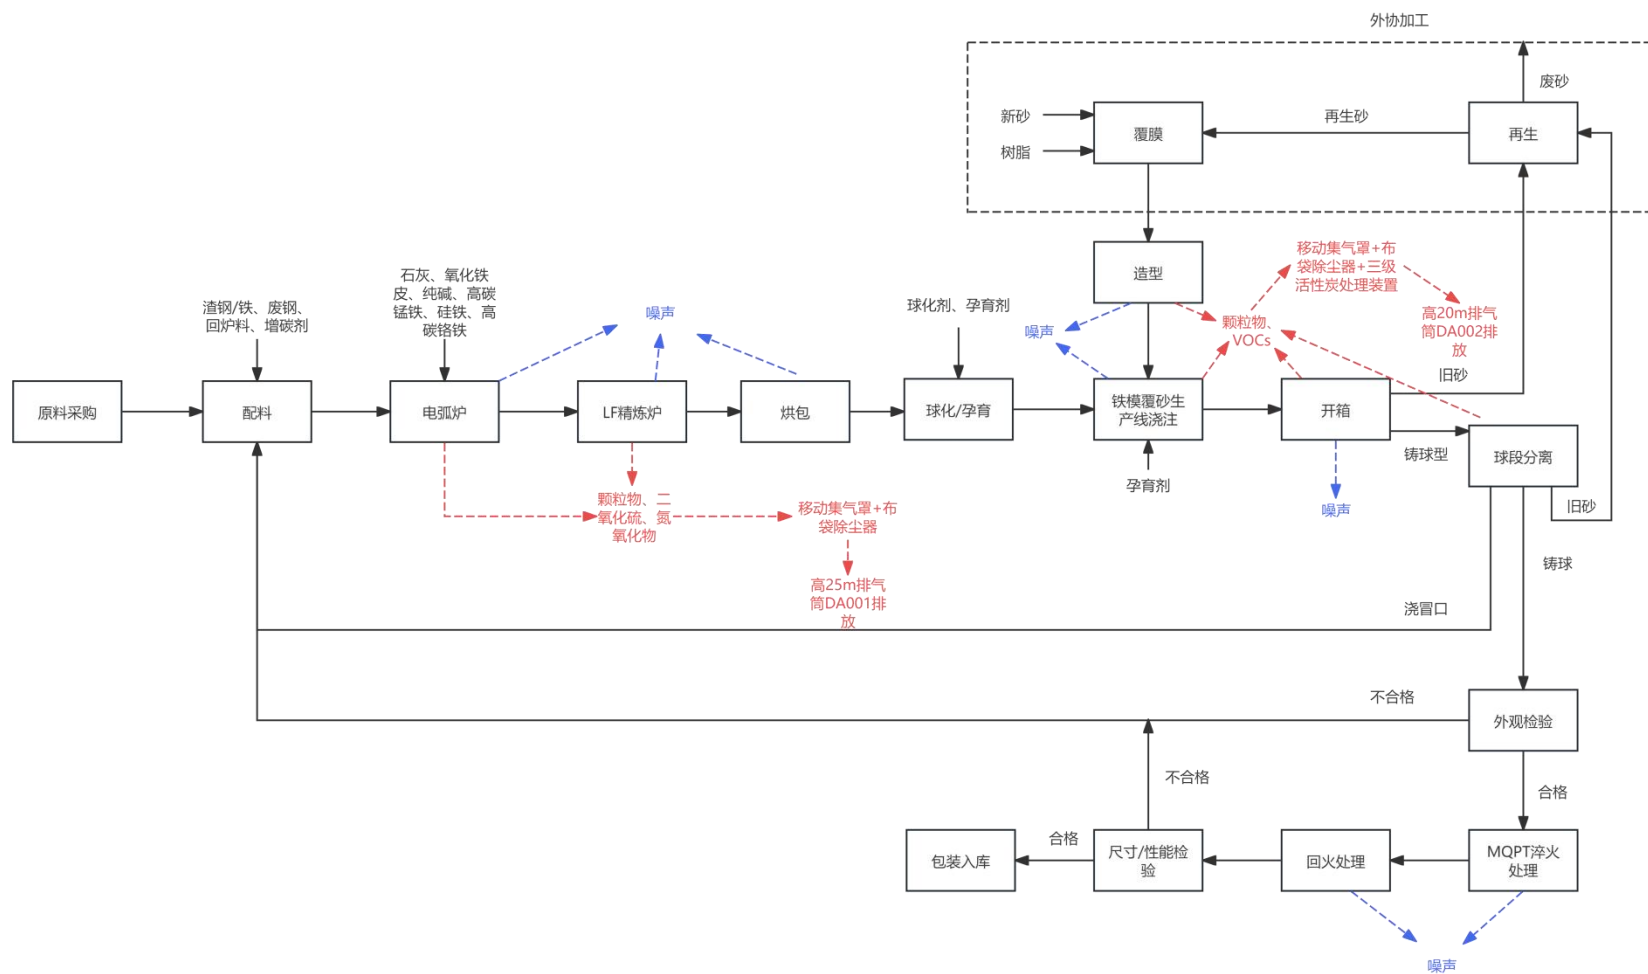 外协加工
废砂
新砂
树脂
覆膜
再生砂
再生
造型
移动集气罩+布
袋除尘器+三级
活性炭处理装置
高20m排气
筒DA002排
放
颗粒物、
VOCs
噪声
石灰、氧化铁
皮、纯碱、高碳
锰铁、硅铁、高
碳铬铁
渣钢/铁、废钢、
回炉料、增碳剂
噪声
球化剂、孕育剂
旧砂
原料采购
配料
电弧炉
LF精炼炉
烘包
球化/孕育
铁模覆砂生
产线浇注
开箱
铸球型
球段分离
孕育剂
噪声
旧砂
颗粒物、二
氧化硫、氮
氧化物
移动集气罩+布
袋除尘器
高25m排气
筒DA001排
放
铸球
浇冒口
不合格
外观检验
不合格
合格
包装入库
合格
尺寸/性能检
验
回火处理
MQPT淬火
处理
噪声